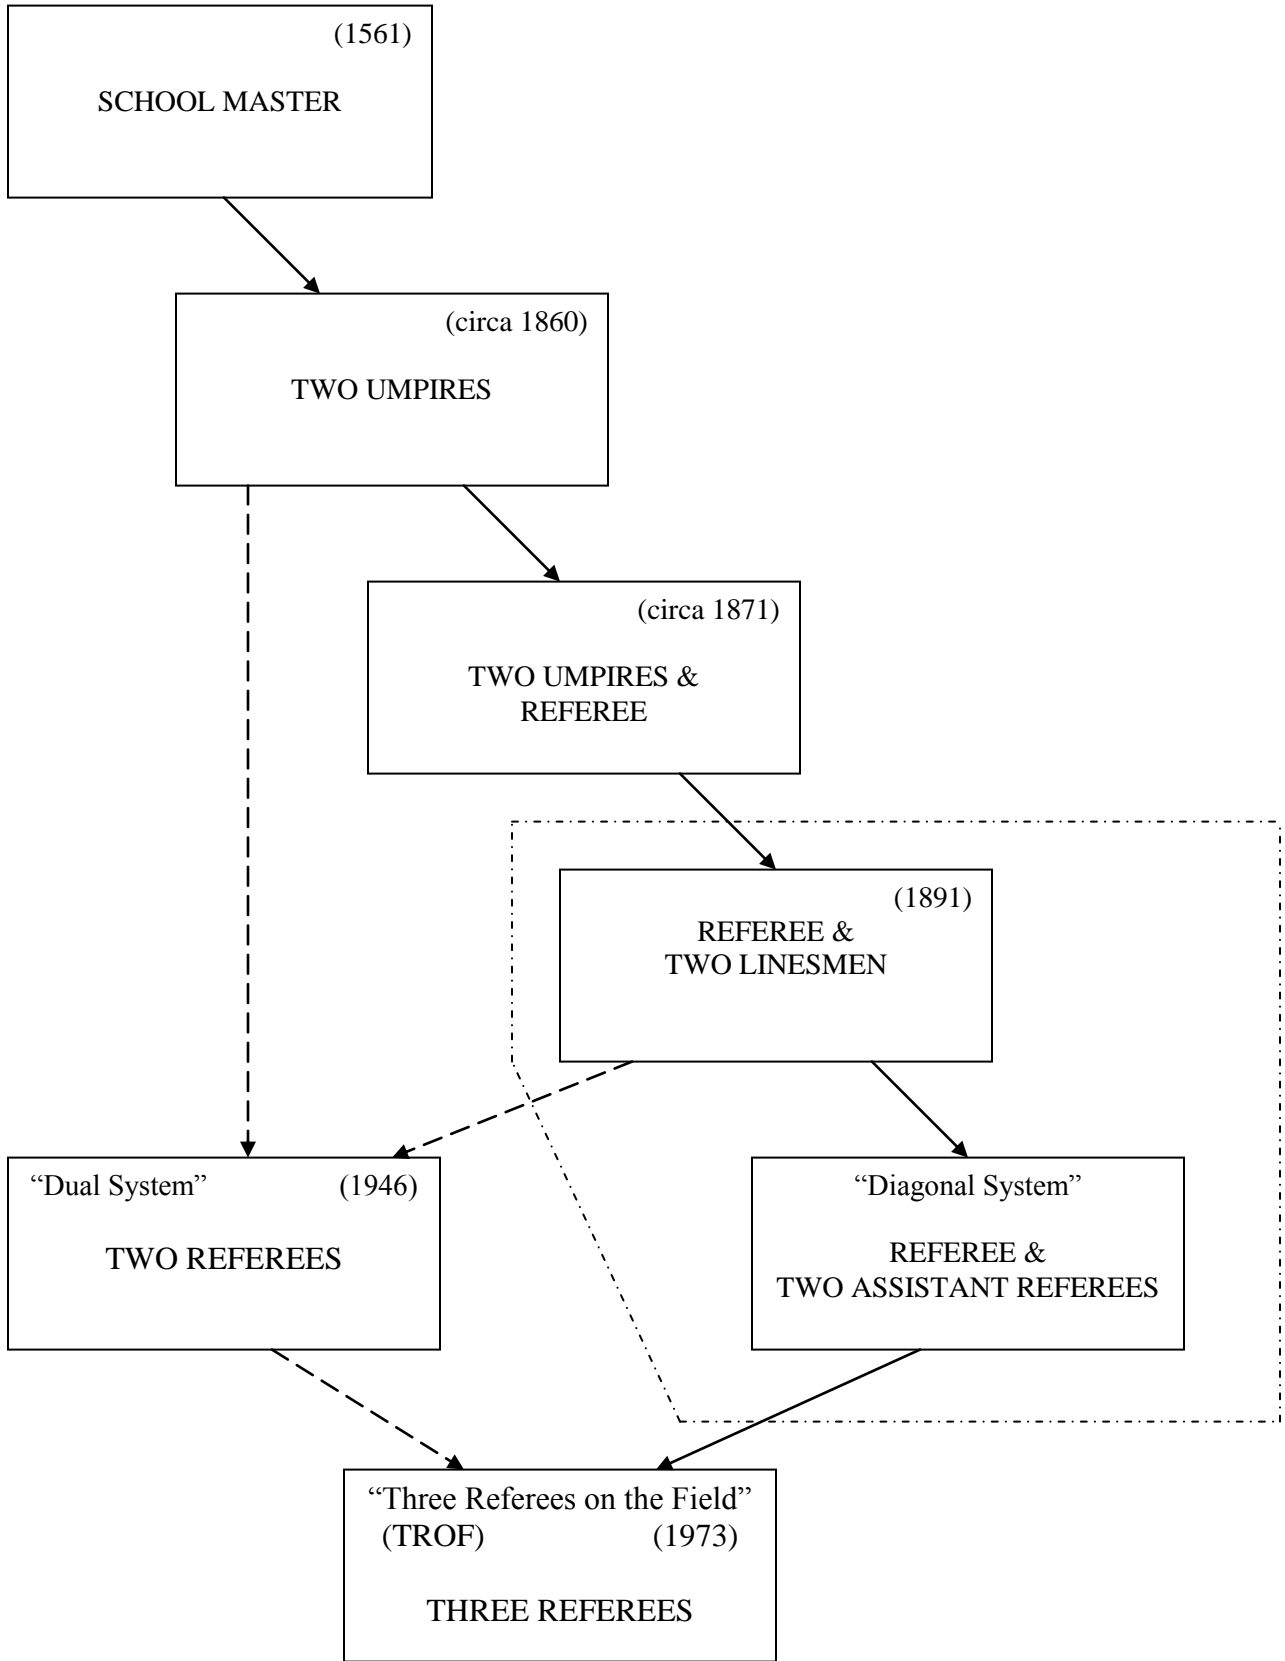 (1561)
SCHOOL MASTER
(circa 1860)
TWO UMPIRES
(circa 1871)
TWO UMPIRES &
REFEREE
(1891)
REFEREE &
TWO LINESMEN
“Dual System” (1946)
TWO REFEREES
“Diagonal System”
REFEREE &
TWO ASSISTANT REFEREES
“Three Referees on the Field”
(TROF) (1973)
THREE REFEREES